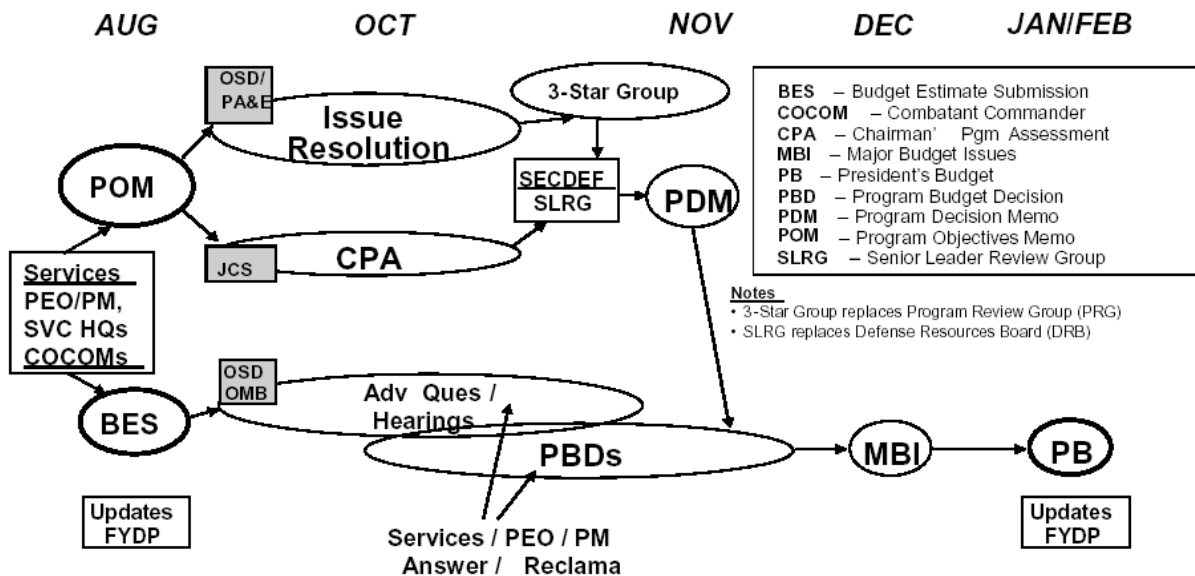 AUG OCT NOV DEC JAN/FEB
OSD/
PA&E
Issue
Resolution
3-Star Group
POM
SECDEF
SLRG
PDM
JCS
CPA
Services
PEO/PM,
SVC HQs
COCOMs
BES – Budget Estimate Submission
COCOM – Combatant Commander
CPA – Chairman' Pgm Assessment
MBI – Major Budget Issues
PB – President's Budget
PBD – Program Budget Decision
PDM – Program Decision Memo
POM – Program Objectives Memo
SLRG – Senior Leader Review Group
Notes
• 3-Star Group replaces Program Review Group (PRG)
• SLRG replaces Defense Resources Board (DRB)
BES
OSD
OMB
Adv Ques /
Hearings
PBDs
MBI
PB
Updates
FYDP
Services / PEO / PM
Answer / Reclama
Updates
FYDP